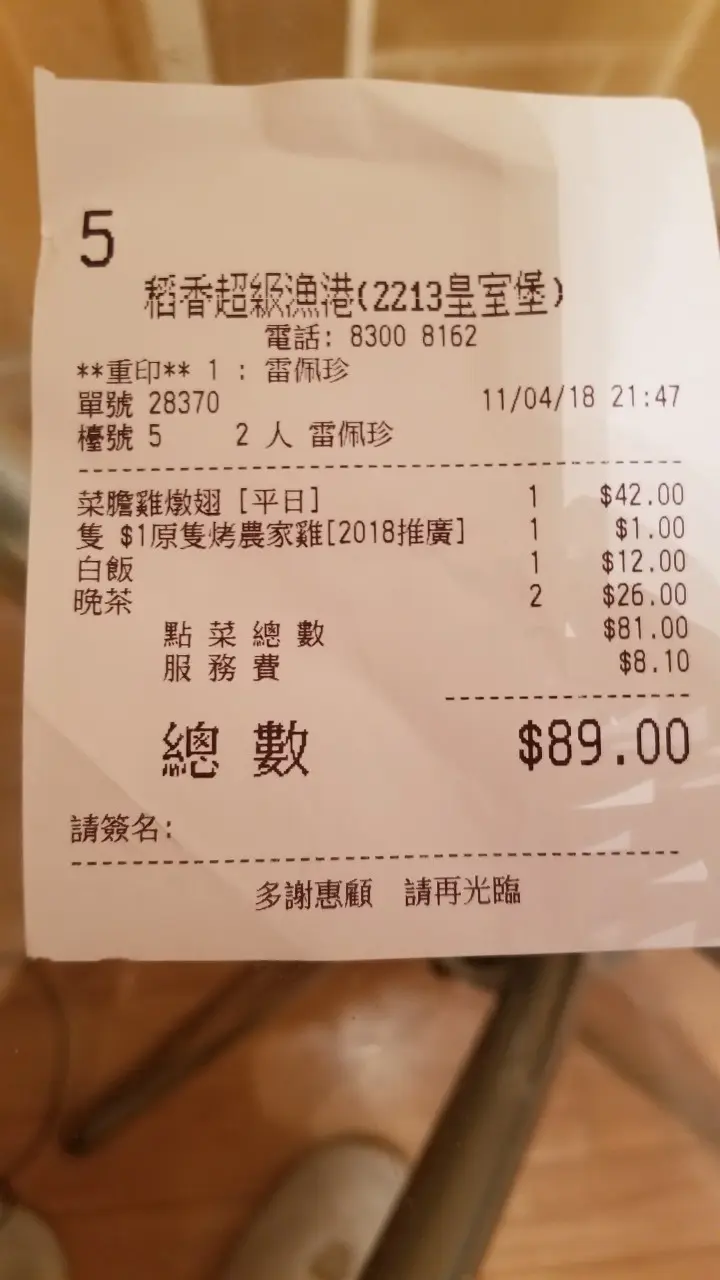 5
稻香超級漁港(2213皇室堡)
電話: 8300 8162
**重印** 1 : 雷佩珍
單號 28370 11/04/18 21:47
檯號 5 2 人 雷佩珍
菜膽雞燉翅 [平日] 1 $42.00
隻 $1原隻烤農家雞[2018推廣] 1 $1.00
白飯 1 $12.00
晚茶 2 $26.00
點 菜 總 數 $81.00
服 務 費 $8.10
總 數 $89.00
請簽名:
多謝惠顧 請再光臨